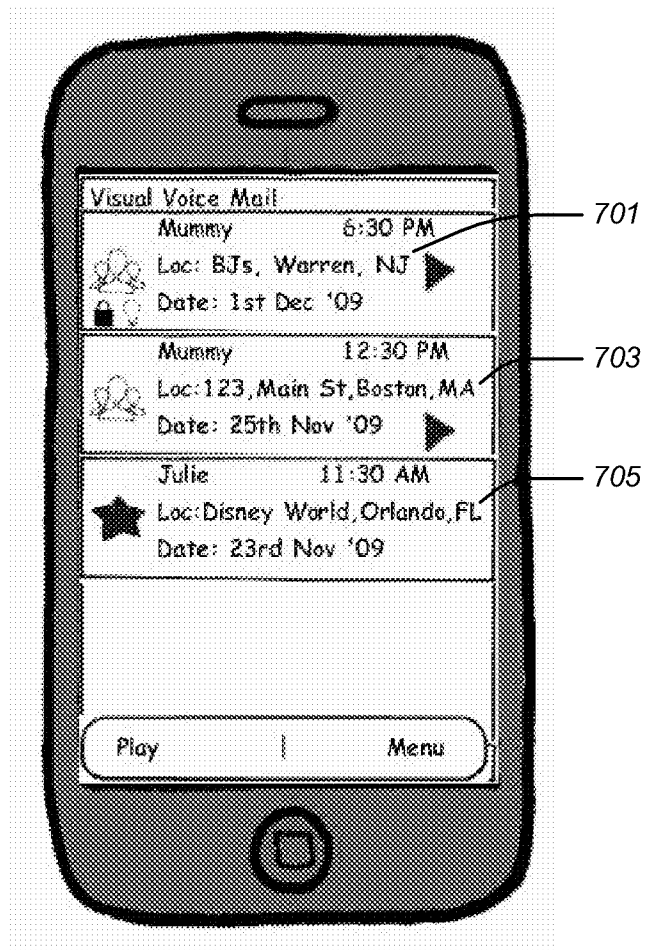 Visual Voice Mail
Mummy 6:30 PM
701
Loc: BJs, Warren, NJ
Date: 1st Dec '09
Mummy 12:30 PM
703
Loc:123,Main St,Boston,MA
Date: 25th Nov '09
Julie 11:30 AM
705
Loc:Disney World,Orlando,FL
Date: 23rd Nov '09
Play | Menu